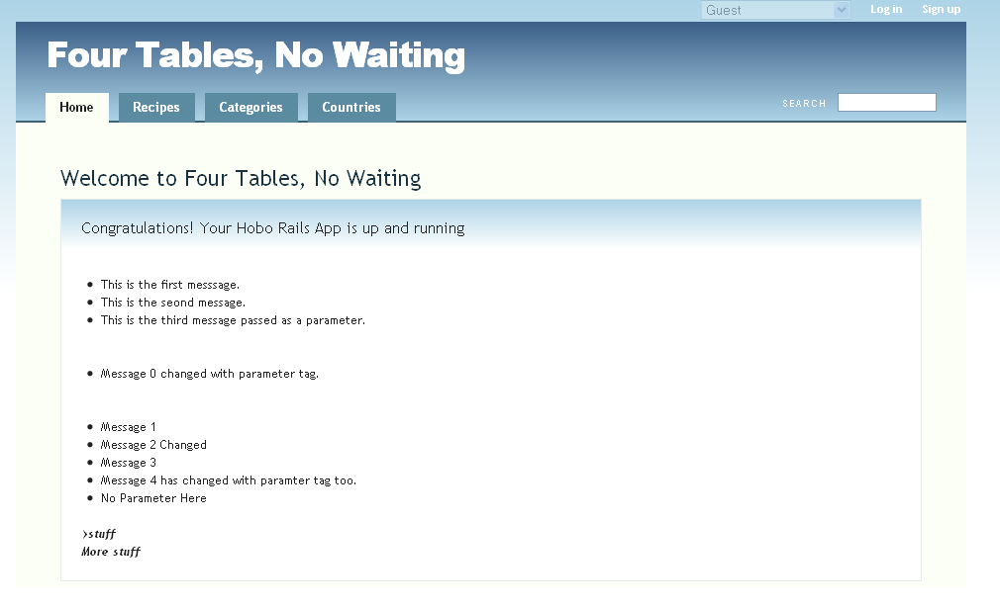 Guest Log in Sign up
Four Tables, No Waiting
Home Recipes Categories Countries SEARCH
Welcome to Four Tables, No Waiting
Congratulations! Your Hobo Rails App is up and running
• This is the first messsage.
• This is the seond message.
• This is the third message passed as a parameter.
• Message 0 changed with parameter tag.
• Message 1
• Message 2 Changed
• Message 3
• Message 4 has changed with paramter tag too.
• No Parameter Here
>stuff
More stuff